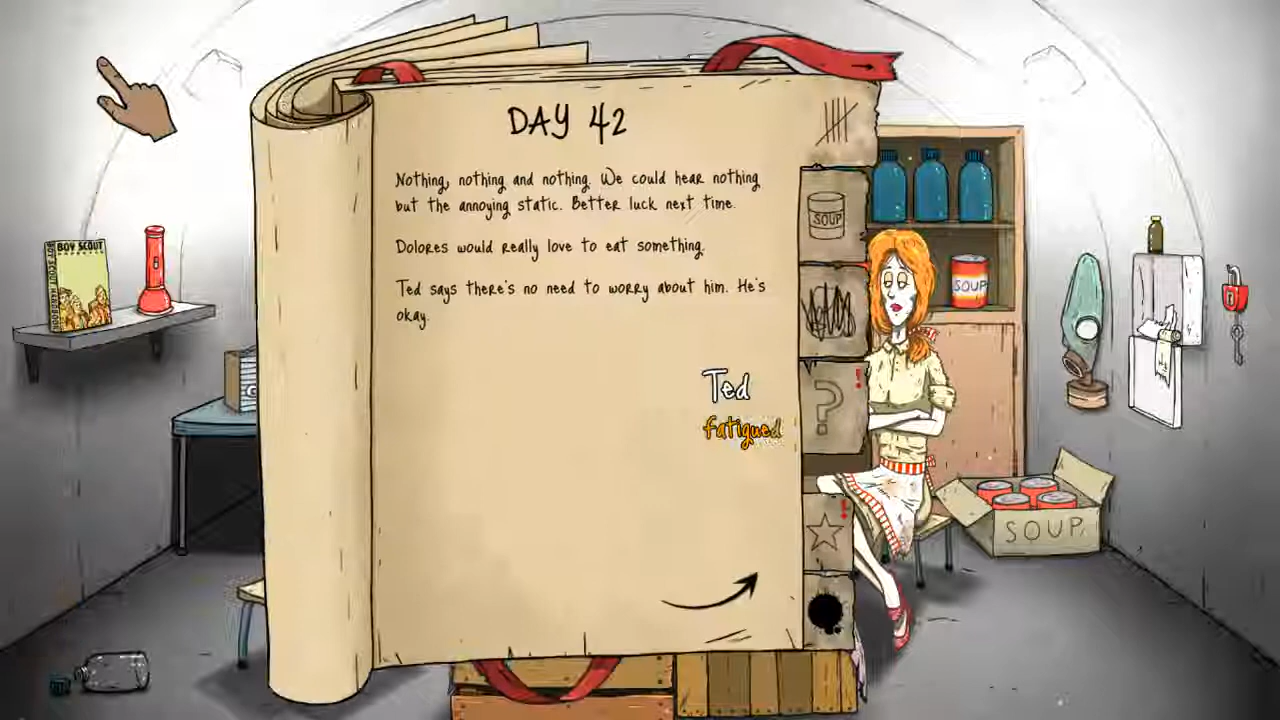 DAY 42
Nothing, nothing and nothing. We could hear nothing
but the annoying static. Better luck next time.
Dolores would really love to eat something.
Ted says there's no need to worry about him. He's
okay.
Ted
fatigued
SOUP
?
!
!
BOY SCOUT
SOUP
SOUP